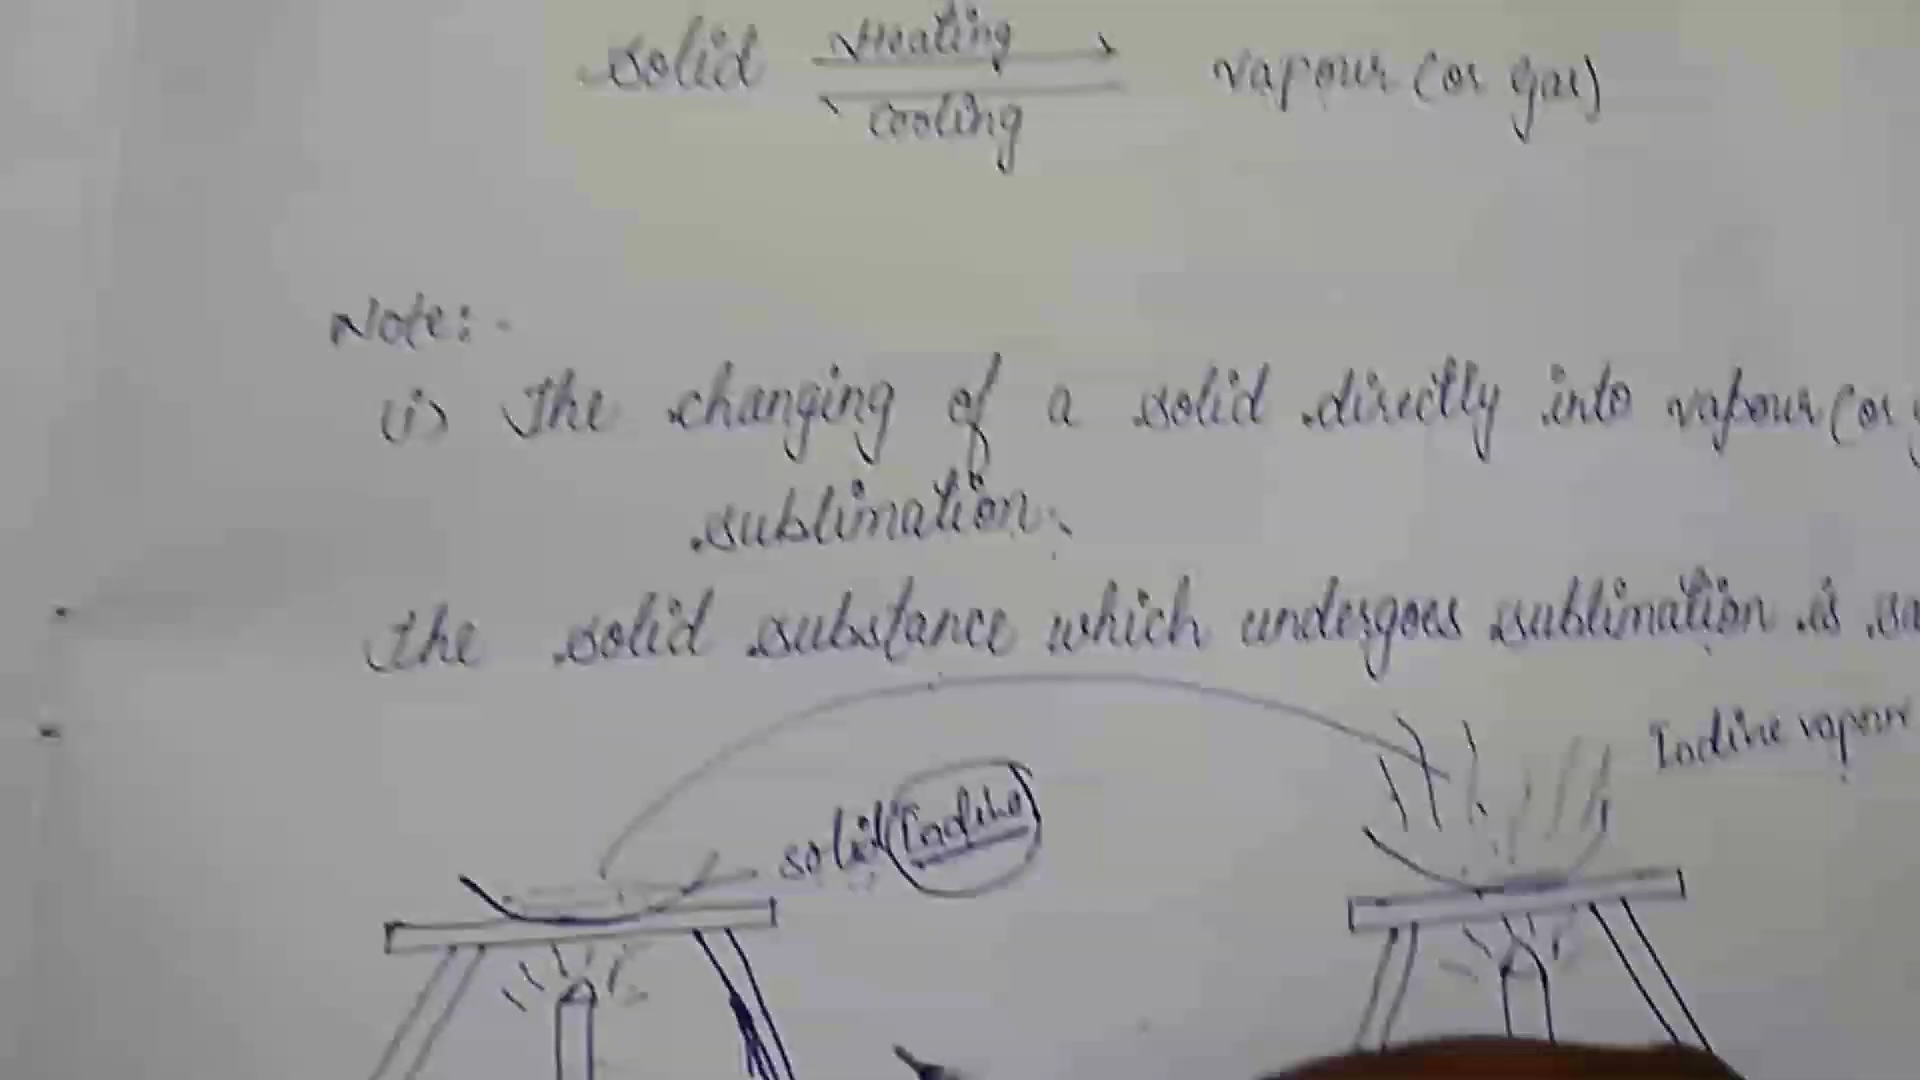 solid Heating vapour (or gas)
cooling
Note:-
(i) The changing of a solid directly into vapour (or
sublimation.
The solid substance which undergoes sublimation is
Iodine vapour
solid Iodine